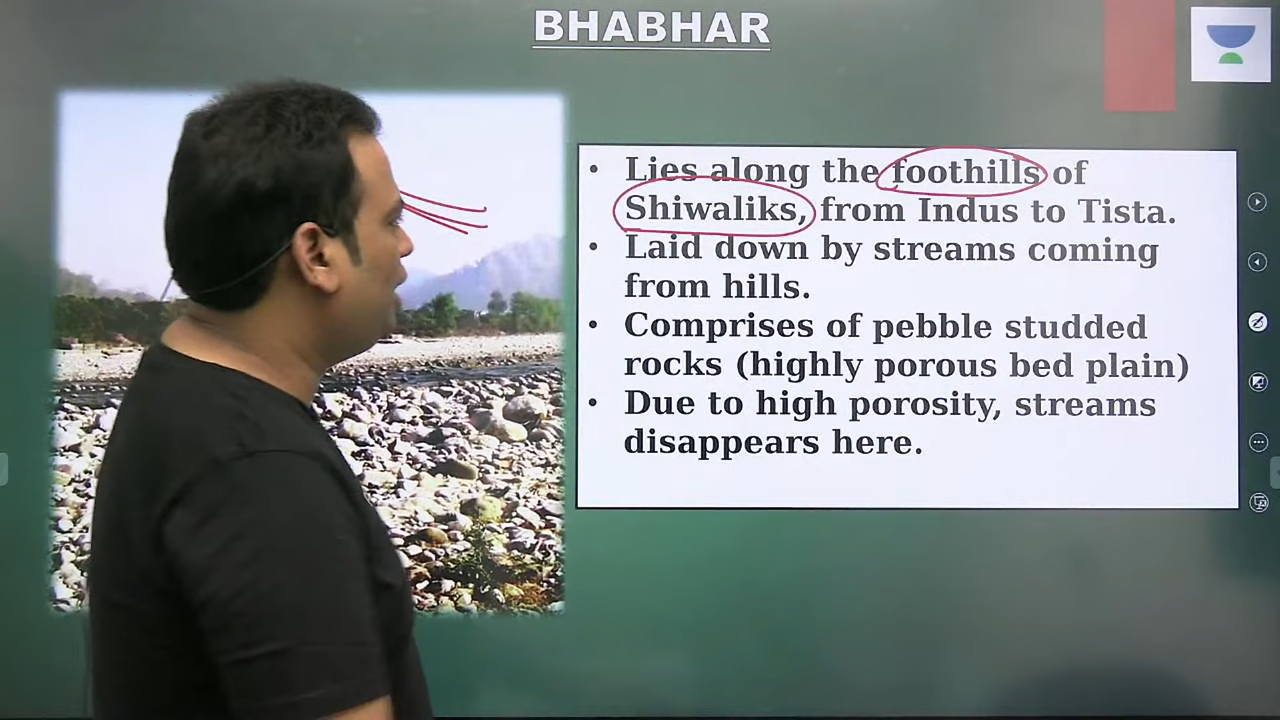 BHABHAR
• Lies along the foothills of
Shiwaliks, from Indus to Tista.
• Laid down by streams coming
from hills.
• Comprises of pebble studded
rocks (highly porous bed plain)
• Due to high porosity, streams
disappears here.